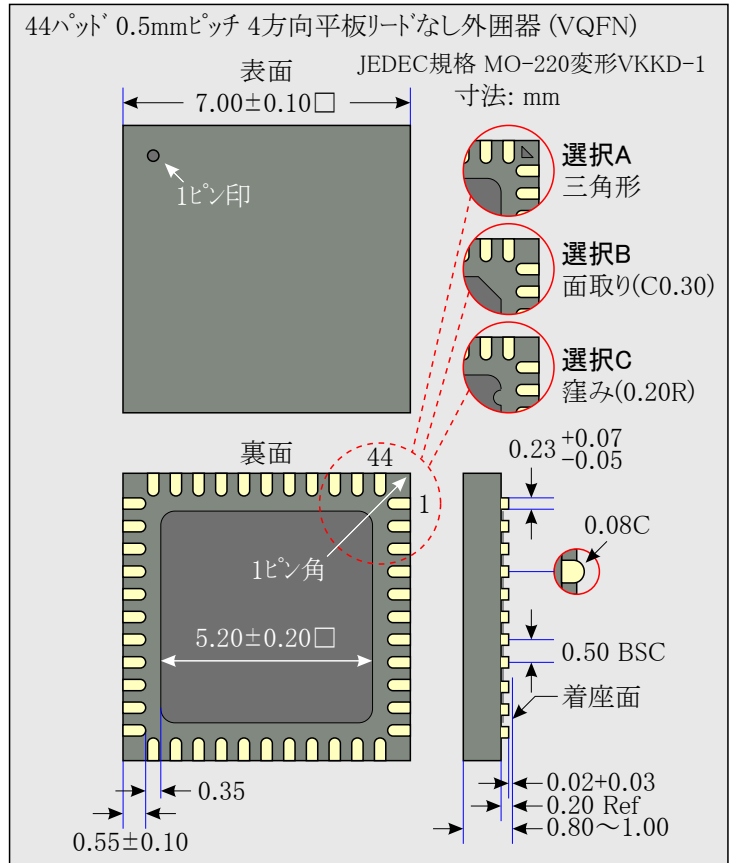 44ﾊﾟｯﾄﾞ 0.5mmﾋﾟｯﾁ 4方向平板ﾘｰﾄﾞなし外囲器 (VQFN)
JEDEC規格 MO-220変形VKKD-1
寸法: mm
表面
7.00±0.10□
1ﾋﾟﾝ印
選択A
三角形
選択B
面取り(C0.30)
選択C
窪み(0.20R)
裏面
44
1
1ﾋﾟﾝ角
5.20±0.20□
0.35
0.55±0.10
0.23 +0.07
-0.05
0.08C
0.50 BSC
着座面
0.02+0.03
0.20 Ref
0.80～1.00